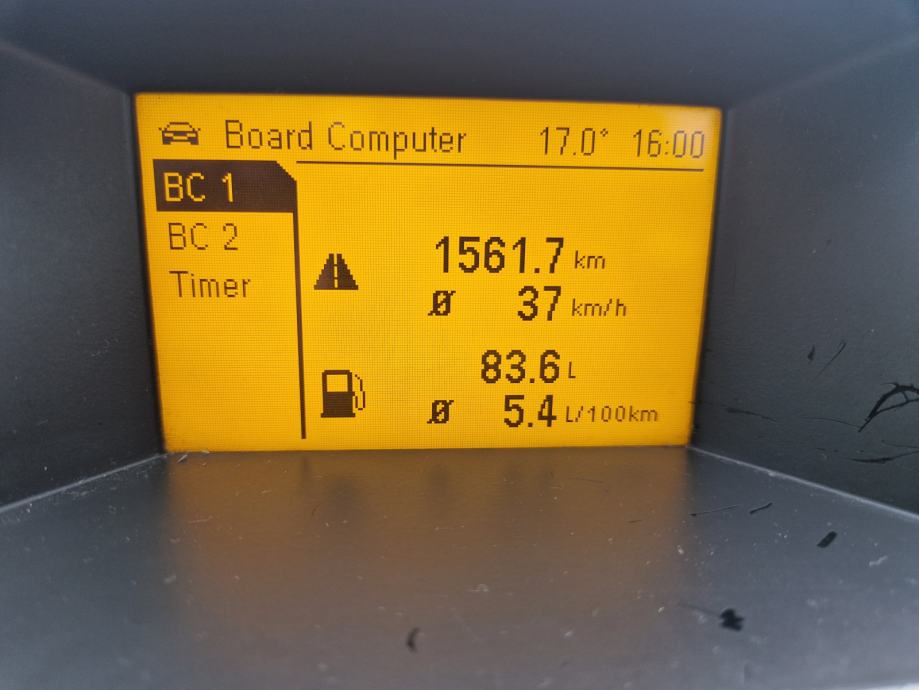 Board Computer 17.0° 16:00
BC 1
BC 2
Timer
1561.7 km
Ø 37 km/h
83.6 L
Ø 5.4 L/100km